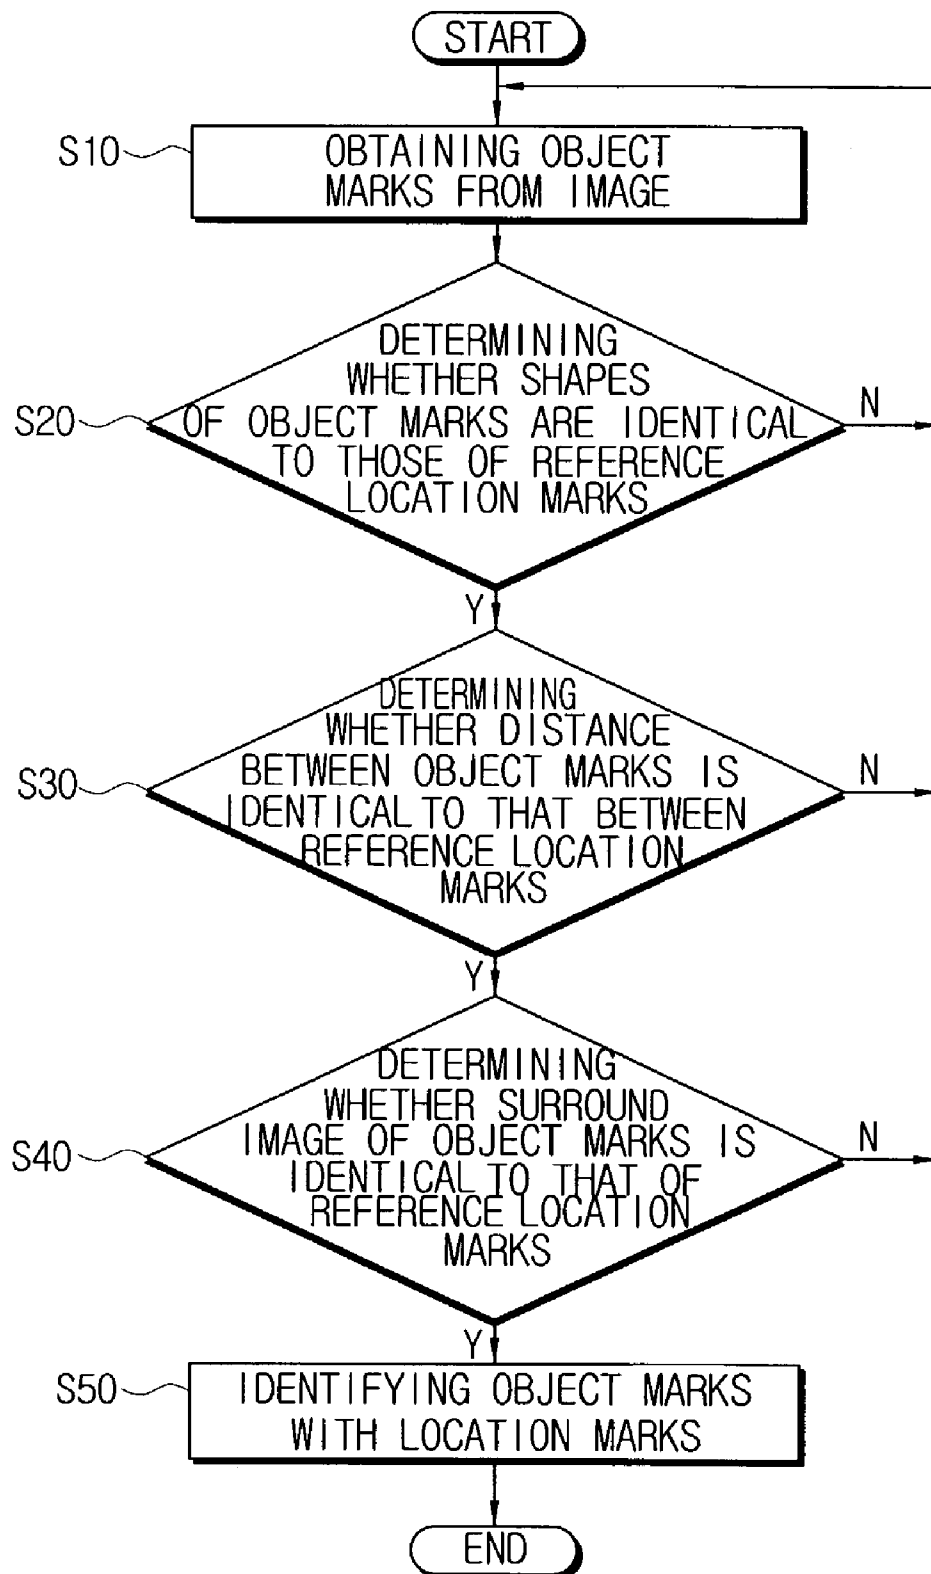 START
S10
OBTAINING OBJECT
MARKS FROM IMAGE
S20
DETERMINING
WHETHER SHAPES
OF OBJECT MARKS ARE IDENTICAL
TO THOSE OF REFERENCE
LOCATION MARKS
N
Y
S30
DETERMINING
WHETHER DISTANCE
BETWEEN OBJECT MARKS IS
IDENTICAL TO THAT BETWEEN
REFERENCE LOCATION
MARKS
N
Y
S40
DETERMINING
WHETHER SURROUND
IMAGE OF OBJECT MARKS IS
IDENTICAL TO THAT OF
REFERENCE LOCATION
MARKS
N
Y
S50
IDENTIFYING OBJECT MARKS
WITH LOCATION MARKS
END